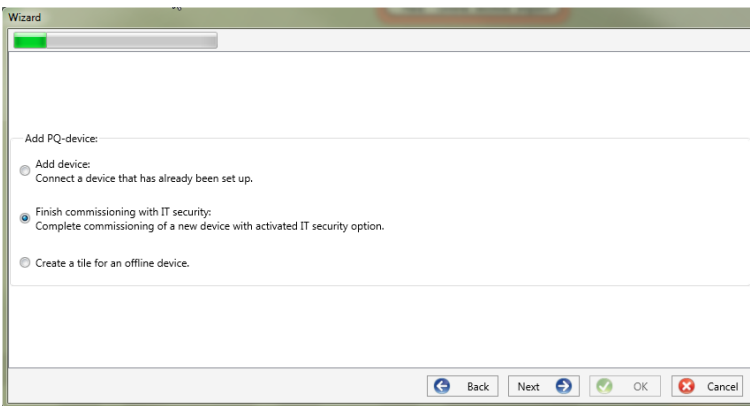 Wizard
Add PQ-device:
Add device:
Connect a device that has already been set up.
Finish commissioning with IT security:
Complete commissioning of a new device with activated IT security option.
Create a tile for an offline device.
Back Next OK Cancel